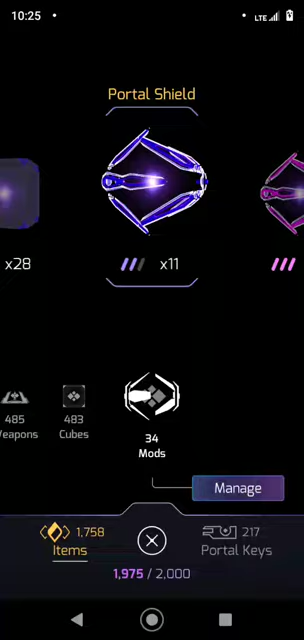 10:25
LTE
Portal Shield
x28
x11
485
483
eapons
Cubes
34
Mods
Manage
1,758
217
Items
Portal Keys
1,975 / 2,000